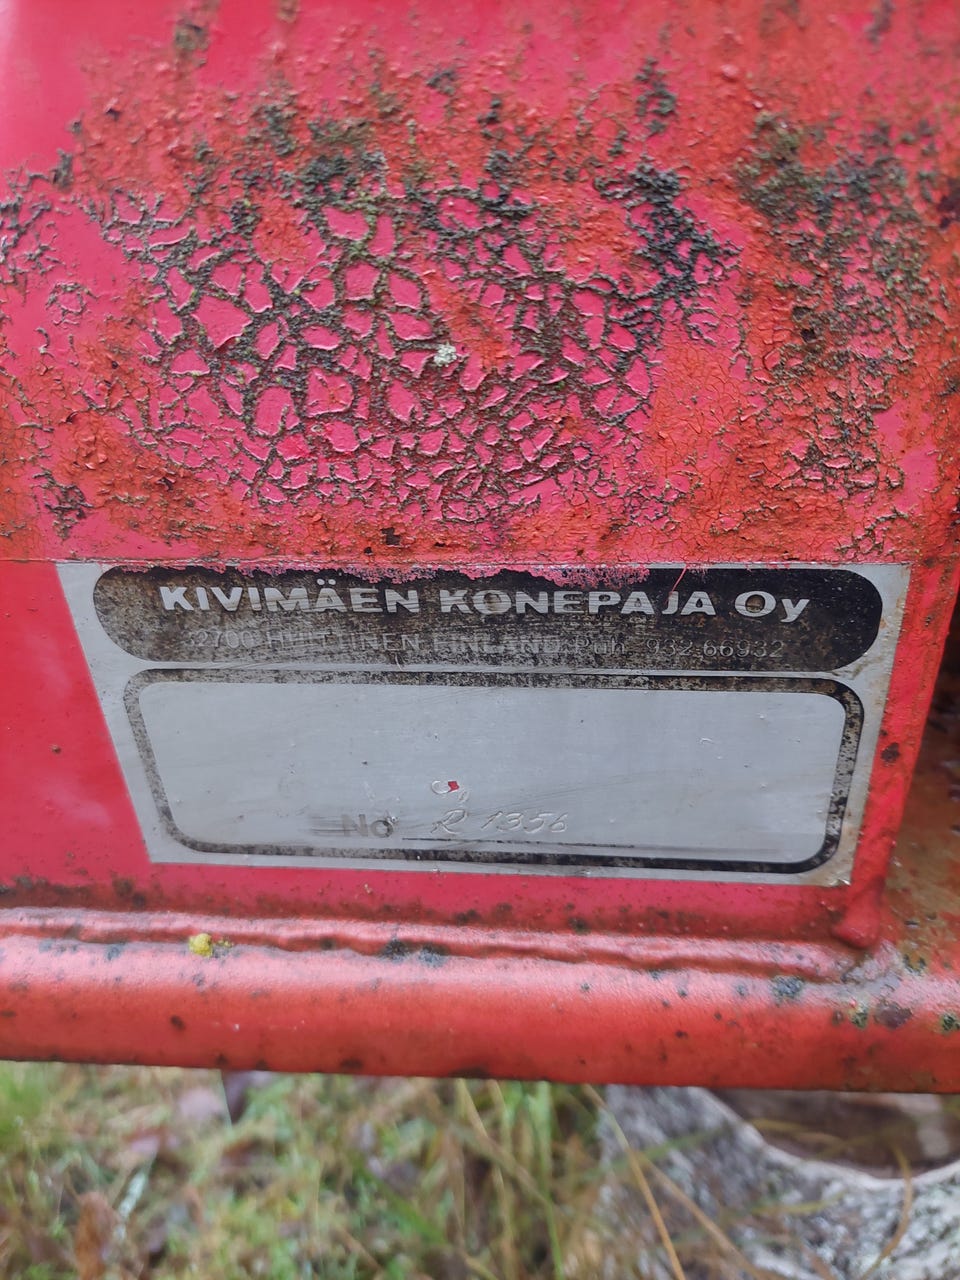 KIVIMÄEN KONEPAJA Oy
32700 HUITTINEN, FINLAND Puh. 932-66932
No R 1356